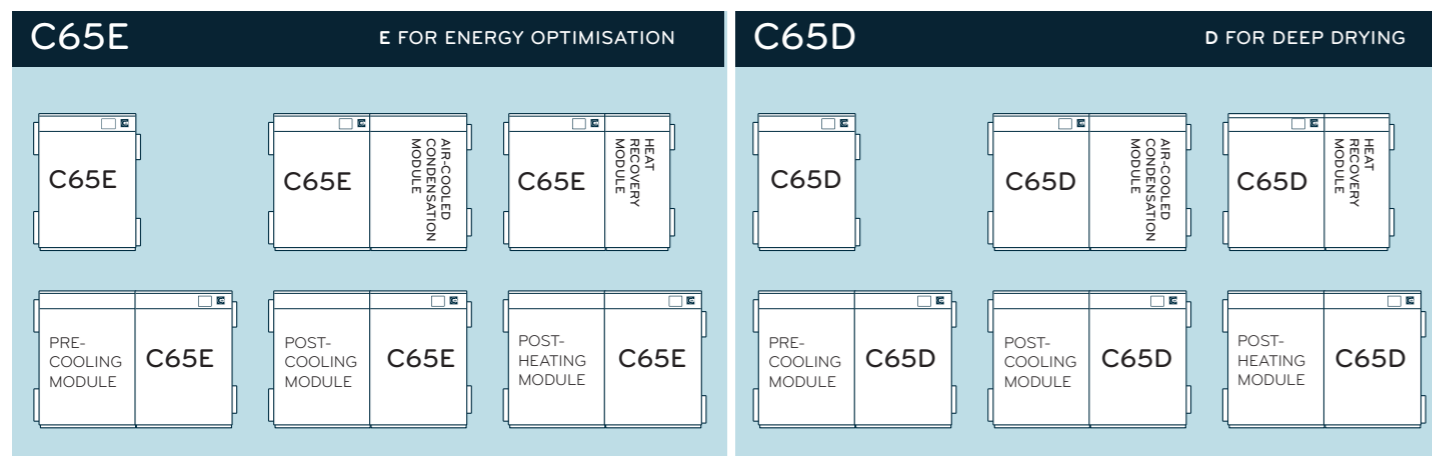 C65E
E FOR ENERGY OPTIMISATION
C65E
C65E
AIR-COOLED
CONDENSATION
MODULE
C65E
HEAT
RECOVERY
MODULE
PRE-
COOLING
MODULE
C65E
POST-
COOLING
MODULE
C65E
POST-
HEATING
MODULE
C65E
C65D
D FOR DEEP DRYING
C65D
C65D
AIR-COOLED
CONDENSATION
MODULE
C65D
HEAT
RECOVERY
MODULE
PRE-
COOLING
MODULE
C65D
POST-
COOLING
MODULE
C65D
POST-
HEATING
MODULE
C65D